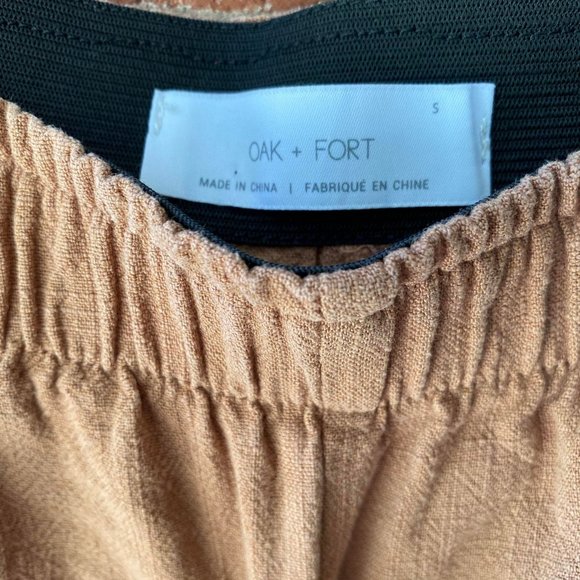 S
OAK + FORT
MADE IN CHINA | FABRIQUÉ EN CHINE